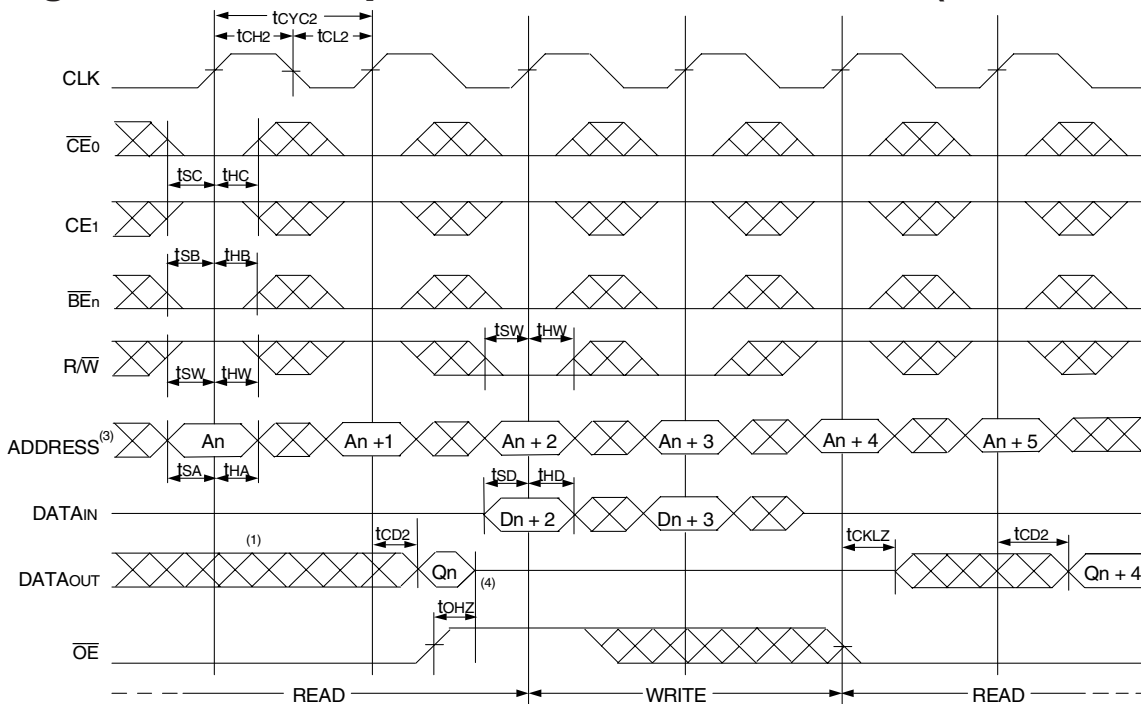 tCYC2
tCH2 tCL2
CLK
CE0
tSC tHC
CE1
tSB tHB
BEn
tSW tHW
R/W
tSW tHW
ADDRESS(3) An An +1 An + 2 An + 3 An + 4 An + 5
tSA tHA tSD tHD
DATAIN Dn + 2 Dn + 3
(1) tCD2 tCKLZ tCD2
DATAOUT Qn (4) Qn + 4
tOHZ
OE
READ WRITE READ